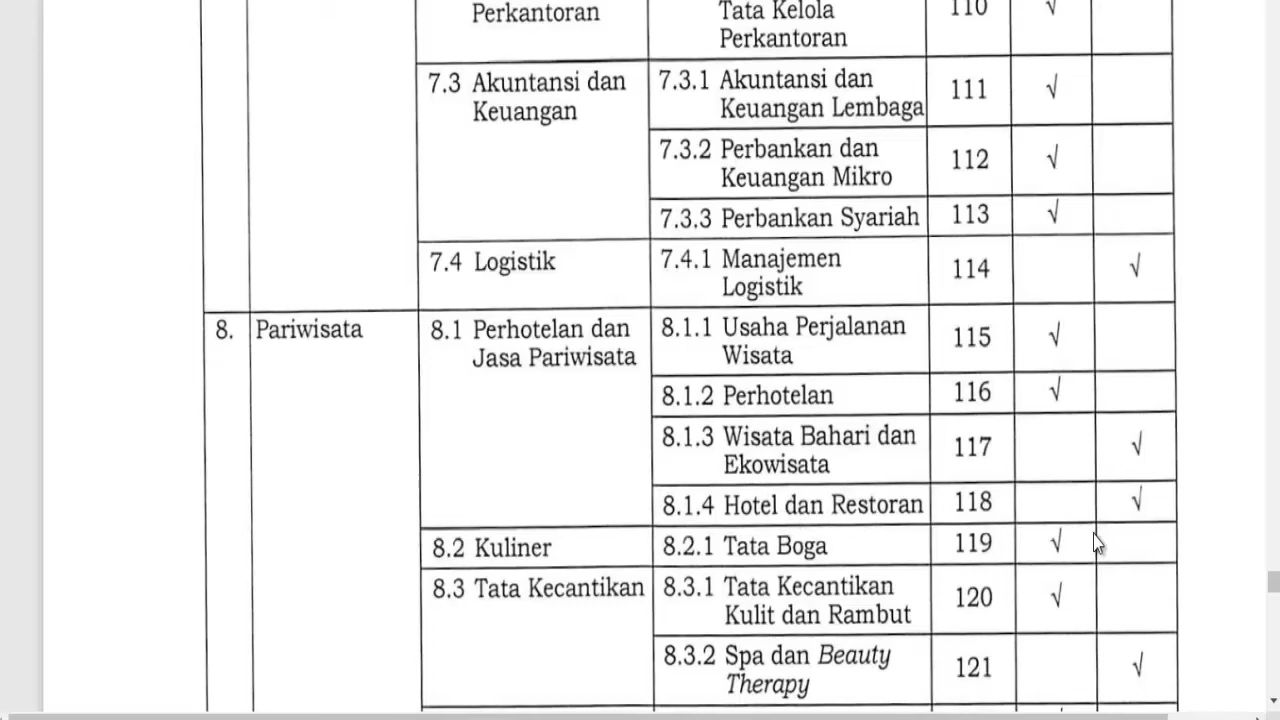 Perkantoran
Tata Kelola
Perkantoran
110 √
7.3 Akuntansi dan
Keuangan
7.3.1 Akuntansi dan
Keuangan Lembaga
111 √
7.3.2 Perbankan dan
Keuangan Mikro
112 √
7.3.3 Perbankan Syariah 113 √
7.4 Logistik
7.4.1 Manajemen
Logistik
114 √
8. Pariwisata
8.1 Perhotelan dan
Jasa Pariwisata
8.1.1 Usaha Perjalanan
Wisata
115 √
8.1.2 Perhotelan 116 √
8.1.3 Wisata Bahari dan
Ekowisata
117 √
8.1.4 Hotel dan Restoran 118 √
8.2 Kuliner 8.2.1 Tata Boga 119 √
8.3 Tata Kecantikan
8.3.1 Tata Kecantikan
Kulit dan Rambut
120 √
8.3.2 Spa dan Beauty
Therapy
121 √